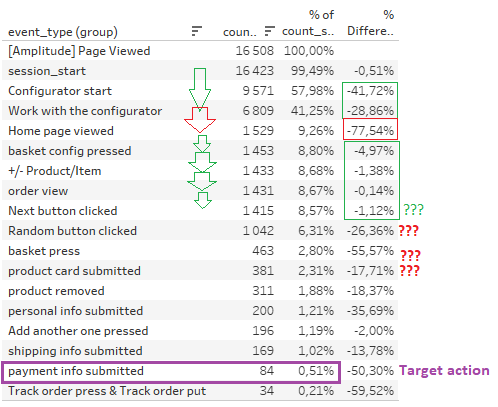 % of %
event_type (group) coun.. count_s.. Differe..
[Amplitude] Page Viewed 16 508 100,00%
session_start 16 423 99,49% -0,51%
Configurator start 9 571 57,98% -41,72%
Work with the configurator 6 809 41,25% -28,86%
Home page viewed 1 529 9,26% -77,54%
basket config pressed 1 453 8,80% -4,97%
+/- Product/Item 1 433 8,68% -1,38%
order view 1 431 8,67% -0,14%
Next button clicked 1 415 8,57% -1,12% ???
Random button clicked 1 042 6,31% -26,36% ???
basket press 463 2,80% -55,57% ???
product card submitted 381 2,31% -17,71% ???
product removed 311 1,88% -18,37%
personal info submitted 200 1,21% -35,69%
Add another one pressed 196 1,19% -2,00%
shipping info submitted 169 1,02% -13,78%
payment info submitted 84 0,51% -50,30% Target action
Track order press & Track order put 34 0,21% -59,52%